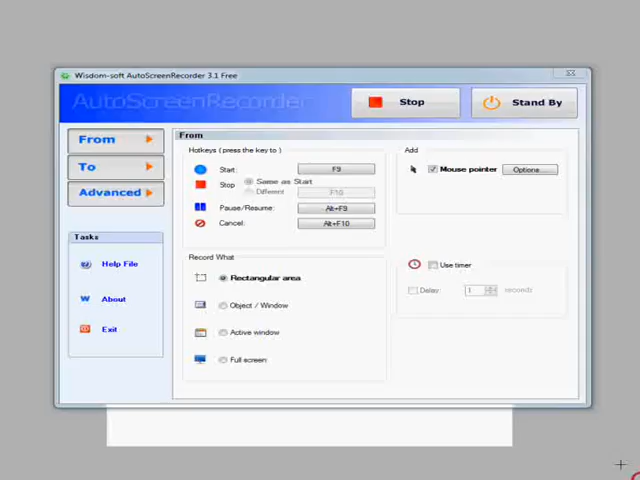 Wisdom-soft AutoScreenRecorder 3.1 Free
AutoScreenRecorder
Stop
Stand By
From
To
Advanced
Tasks
Help File
About
Exit
From
Hotkeys ( press the key to )
Start: F9
Stop Same as Start
Different F10
Pause/Resume: Alt+F9
Cancel: Alt+F10
Add
Mouse pointer Options...
Record What
Rectangular area
Object / Window
Active window
Full screen
Use timer
Delay: 1 seconds